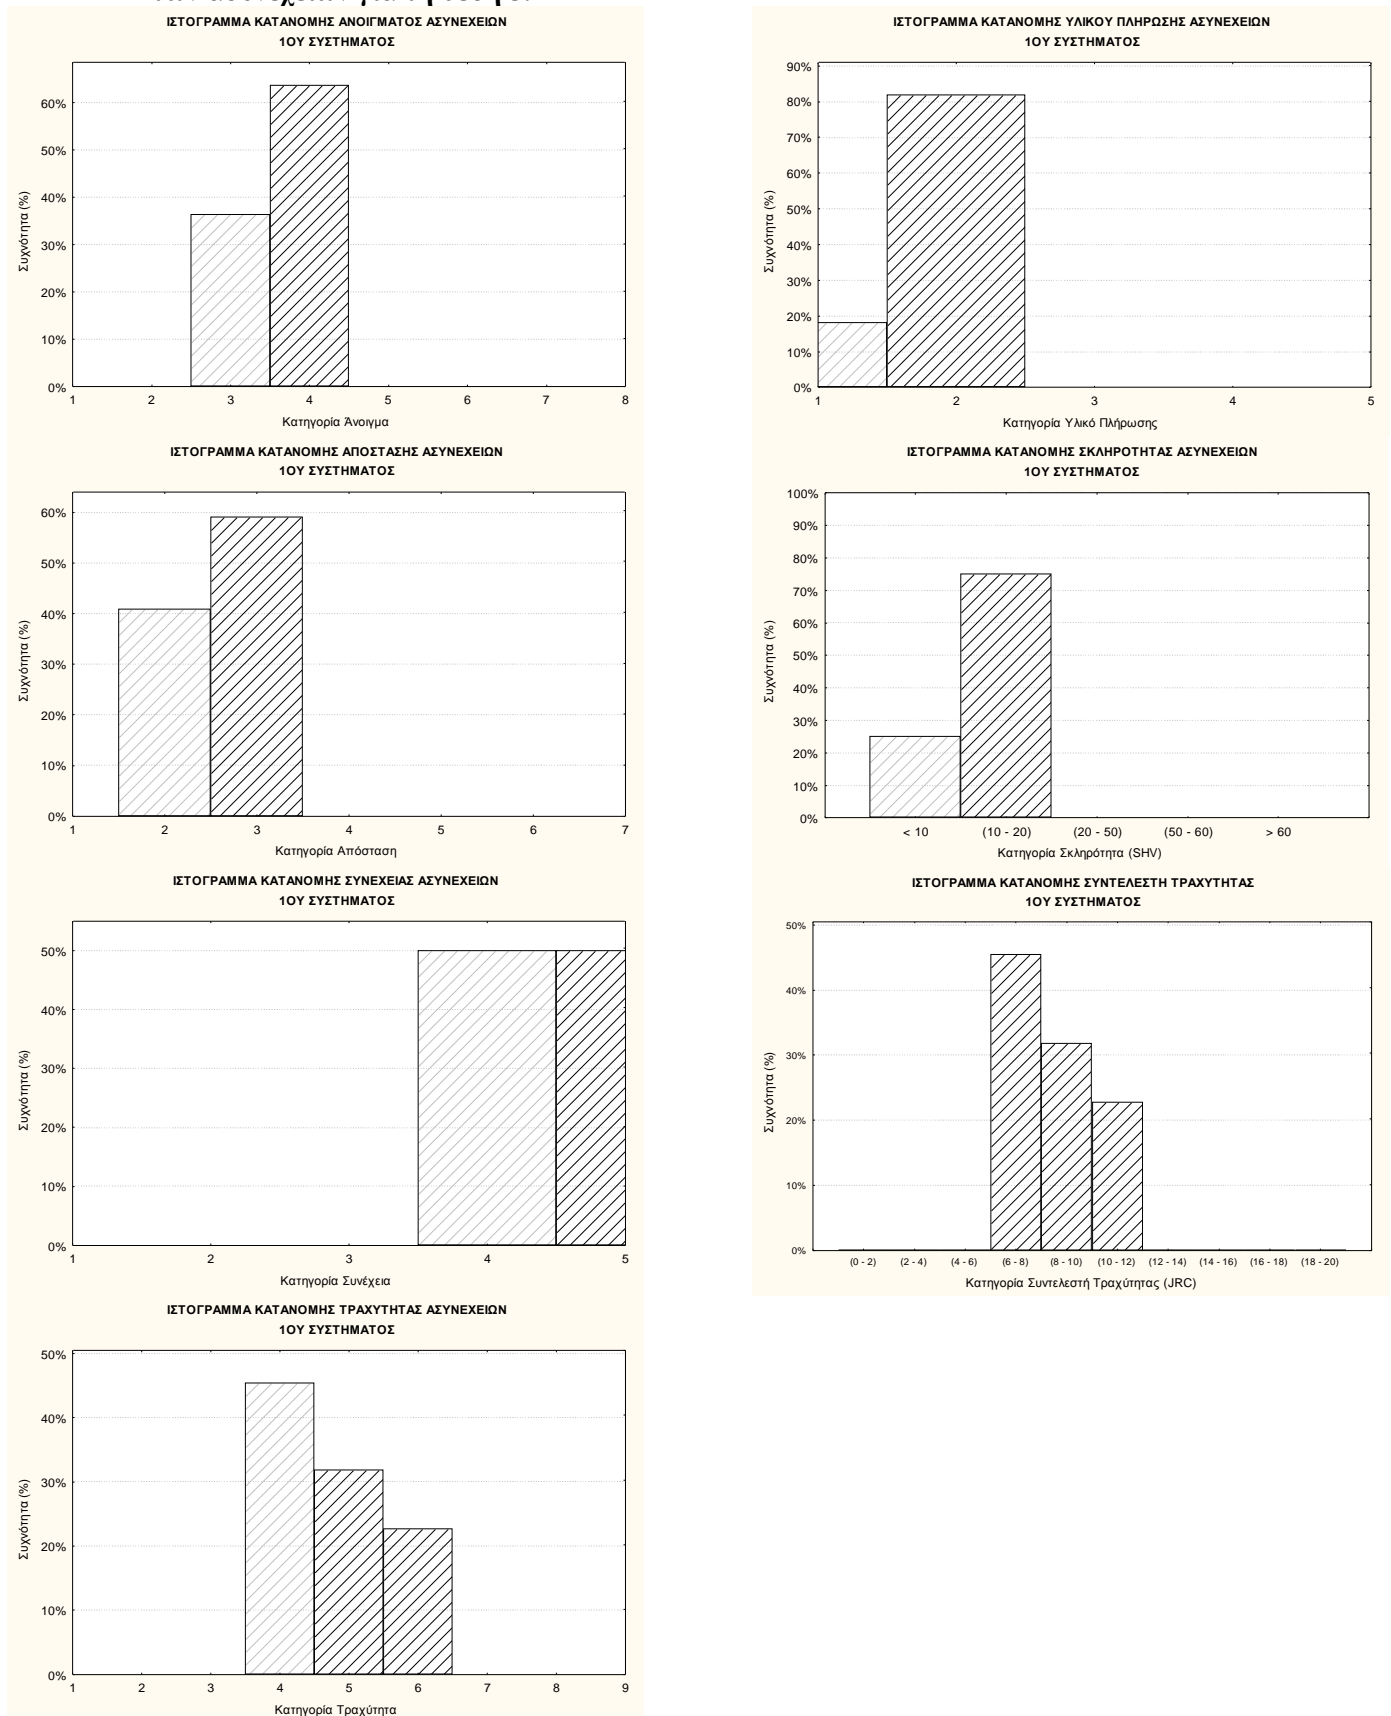 ΙΣΤΟΓΡΑΜΜΑ ΚΑΤΑΝΟΜΗΣ ΑΝΟΙΓΜΑΤΟΣ ΑΣΥΝΕΧΕΙΩΝ
1ΟΥ ΣΥΣΤΗΜΑΤΟΣ
Συχνότητα (%)
60%
50%
40%
30%
20%
10%
0%
1 2 3 4 5 6 7 8
Κατηγορία Άνοιγμα
ΙΣΤΟΓΡΑΜΜΑ ΚΑΤΑΝΟΜΗΣ ΑΠΟΣΤΑΣΗΣ ΑΣΥΝΕΧΕΙΩΝ
1ΟΥ ΣΥΣΤΗΜΑΤΟΣ
Συχνότητα (%)
60%
50%
40%
30%
20%
10%
0%
1 2 3 4 5 6 7
Κατηγορία Απόσταση
ΙΣΤΟΓΡΑΜΜΑ ΚΑΤΑΝΟΜΗΣ ΣΥΝΕΧΕΙΑΣ ΑΣΥΝΕΧΕΙΩΝ
1ΟΥ ΣΥΣΤΗΜΑΤΟΣ
Συχνότητα (%)
50%
40%
30%
20%
10%
0%
1 2 3 4 5
Κατηγορία Συνέχεια
ΙΣΤΟΓΡΑΜΜΑ ΚΑΤΑΝΟΜΗΣ ΤΡΑΧΥΤΗΤΑΣ ΑΣΥΝΕΧΕΙΩΝ
1ΟΥ ΣΥΣΤΗΜΑΤΟΣ
Συχνότητα (%)
50%
40%
30%
20%
10%
0%
1 2 3 4 5 6 7 8 9
Κατηγορία Τραχύτητα
ΙΣΤΟΓΡΑΜΜΑ ΚΑΤΑΝΟΜΗΣ ΥΛΙΚΟΥ ΠΛΗΡΩΣΗΣ ΑΣΥΝΕΧΕΙΩΝ
1ΟΥ ΣΥΣΤΗΜΑΤΟΣ
Συχνότητα (%)
90%
80%
70%
60%
50%
40%
30%
20%
10%
0%
1 2 3 4 5
Κατηγορία Υλικό Πλήρωσης
ΙΣΤΟΓΡΑΜΜΑ ΚΑΤΑΝΟΜΗΣ ΣΚΛΗΡΟΤΗΤΑΣ ΑΣΥΝΕΧΕΙΩΝ
1ΟΥ ΣΥΣΤΗΜΑΤΟΣ
Συχνότητα (%)
100%
90%
80%
70%
60%
50%
40%
30%
20%
10%
0%
< 10 (10 - 20) (20 - 50) (50 - 60) > 60
Κατηγορία Σκληρότητα (SHV)
ΙΣΤΟΓΡΑΜΜΑ ΚΑΤΑΝΟΜΗΣ ΣΥΝΤΕΛΕΣΤΗ ΤΡΑΧΥΤΗΤΑΣ
1ΟΥ ΣΥΣΤΗΜΑΤΟΣ
Συχνότητα (%)
50%
40%
30%
20%
10%
0%
(0 - 2) (2 - 4) (4 - 6) (6 - 8) (8 - 10) (10 - 12) (12 - 14) (14 - 16) (16 - 18) (18 - 20)
Κατηγορία Συντελεστή Τραχύτητας (JRC)